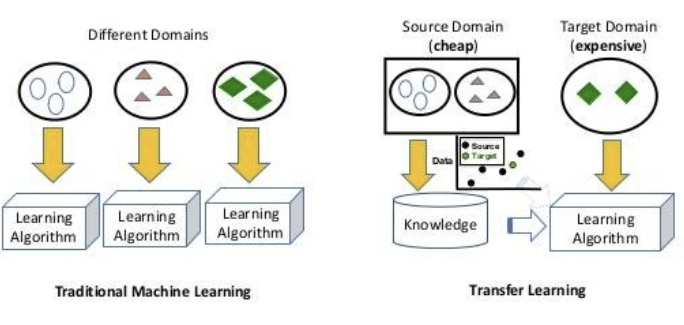 Different Domains
Learning
Algorithm
Learning
Algorithm
Learning
Algorithm
Traditional Machine Learning
Source Domain
(cheap)
Target Domain
(expensive)
Source
Target
Data
Knowledge
Learning
Algorithm
Transfer Learning